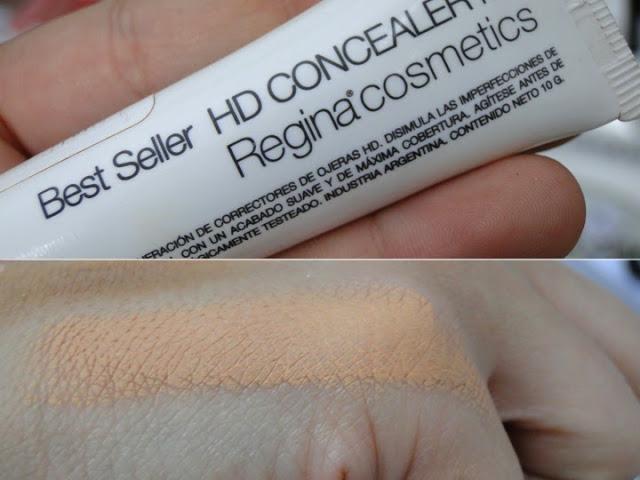 Best Seller HD CONCEALER
Regina® cosmetics
ERACIÓN DE CORRECTORES DE OJERAS HD. DISIMULA LAS IMPERFECCIONES DE
CON UN ACABADO SUAVE Y DE MÁXIMA COBERTURA. AGÍTESE ANTES DE
GICAMENTE TESTEADO. INDUSTRIA ARGENTINA. CONTENIDO NETO 10 G.